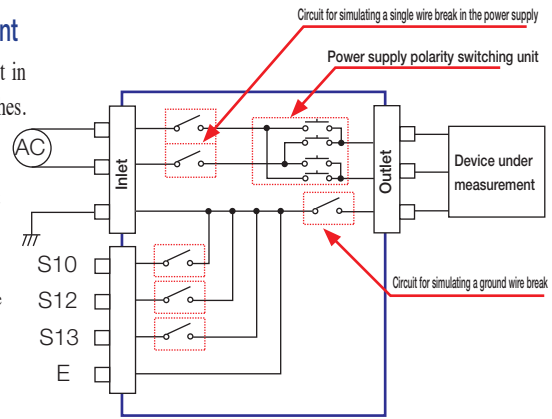 Circuit for simulating a single wire break in the power supply
nt
Power supply polarity switching unit
t in
nes.
AC
Inlet
Outlet
Device under
measurement
S10
Circuit for simulating a ground wire break
S12
e
S13
E